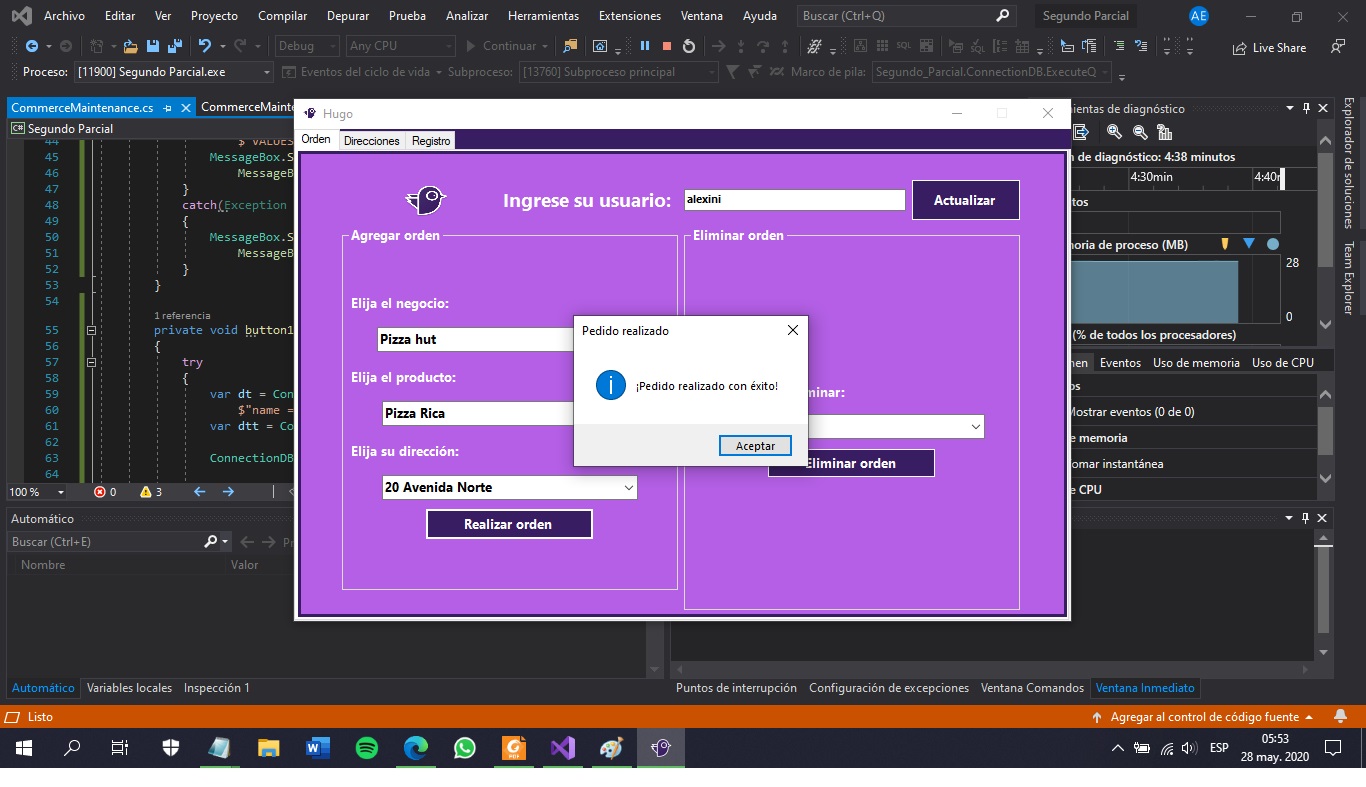 Archivo Editar Ver Proyecto Compilar Depurar Prueba Analizar Herramientas Extensiones Ventana Ayuda Buscar (Ctrl+Q) Segundo Parcial AE
Debug Any CPU Continuar SQL Live Share
Proceso: [11900] Segundo Parcial.exe Eventos del ciclo de vida Subproceso: [13760] Subproceso principal Marco de pila: Segundo_Parcial.ConnectionDB.ExecuteQ
CommerceMaintenance.cs CommerceMainte
Segundo Parcial
44 $"VALUES
45 MessageBox.S
46 MessageB
47 }
48 catch(Exception
49 {
50 MessageBox.S
51 MessageB
52 }
53 }
54
1 referencia
55 private void button1
56 {
57 try
58 {
59 var dt = Con
60 $"name =
61 var dtt = Co
62
63 ConnectionDB
64
100 % 0 3
Hugo
Orden Direcciones Registro
Ingrese su usuario: alexini Actualizar
Agregar orden
Elija el negocio:
Pizza hut
Elija el producto:
Pizza Rica
Elija su dirección:
20 Avenida Norte
Realizar orden
Eliminar orden
minar:
Eliminar orden
Pedido realizado
¡Pedido realizado con éxito!
Aceptar
ientas de diagnóstico
n de diagnóstico: 4:38 minutos
4:30min 4:40
tos
oria de proceso (MB)
28
0
(% de todos los procesadores)
men Eventos Uso de memoria Uso de CPU
os
Mostrar eventos (0 de 0)
e memoria
omar instantánea
e CPU
Explorador de soluciones
Team Explorer
Automático
Buscar (Ctrl+E) Pr
Nombre Valor
Automático Variables locales Inspección 1
Puntos de interrupción Configuración de excepciones Ventana Comandos Ventana Inmediato
Listo Agregar al control de código fuente
ESP
05:53
28 may. 2020